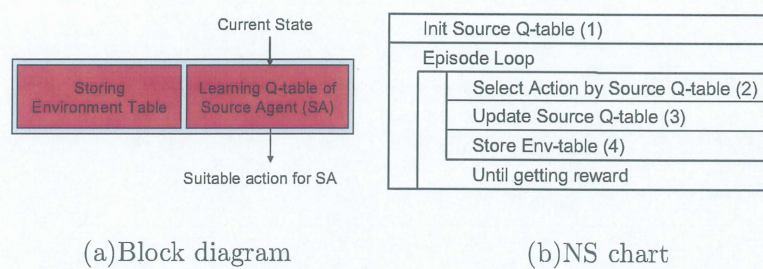 Current State
Storing
Environment Table
Learning Q-table of
Source Agent (SA)
Suitable action for SA
Init Source Q-table (1)
Episode Loop
Select Action by Source Q-table (2)
Update Source Q-table (3)
Store Env-table (4)
Until getting reward
(a)Block diagram
(b)NS chart